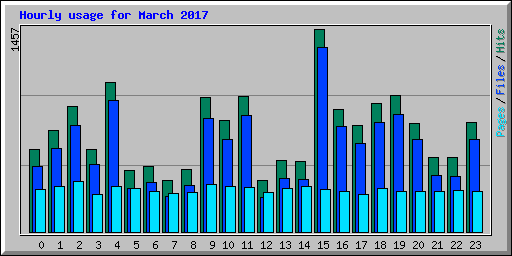 Hourly usage for March 2017
1457
Pages/Files/Hits
0 1 2 3 4 5 6 7 8 9 10 11 12 13 14 15 16 17 18 19 20 21 22 23